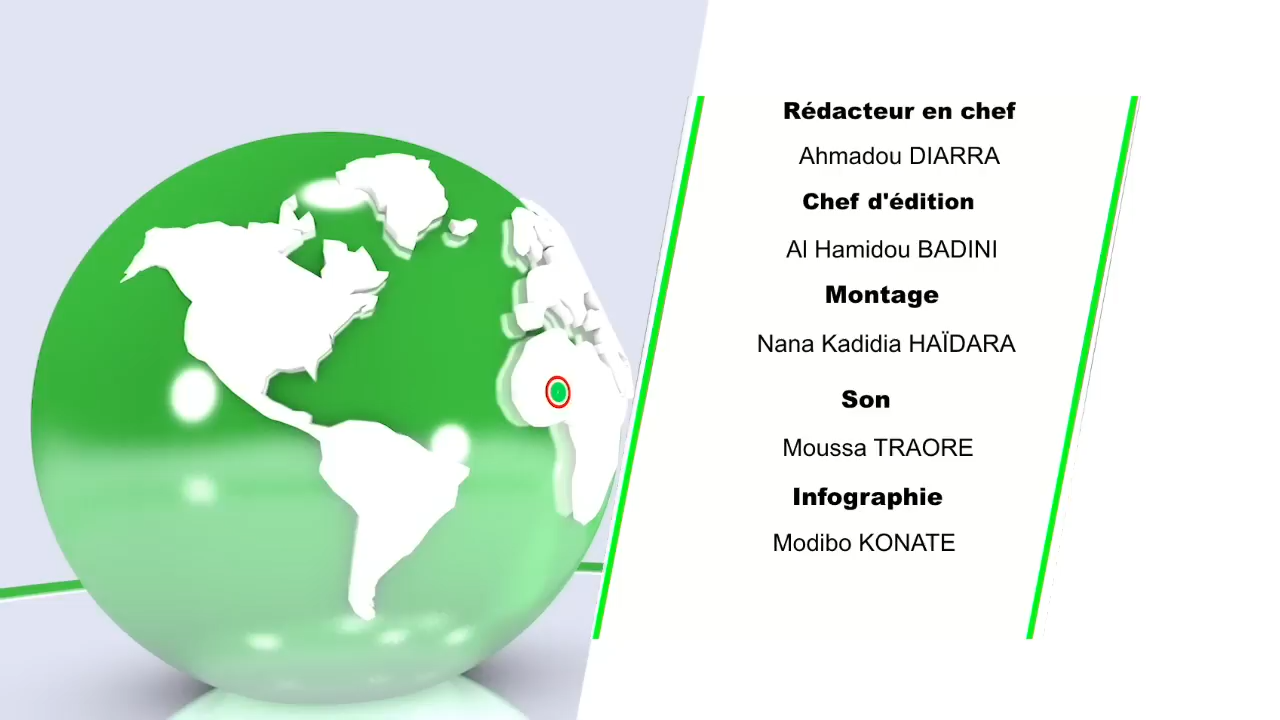 Rédacteur en chef
Ahmadou DIARRA
Chef d'édition
Al Hamidou BADINI
Montage
Nana Kadidia HAÏDARA
Son
Moussa TRAORE
Infographie
Modibo KONATE